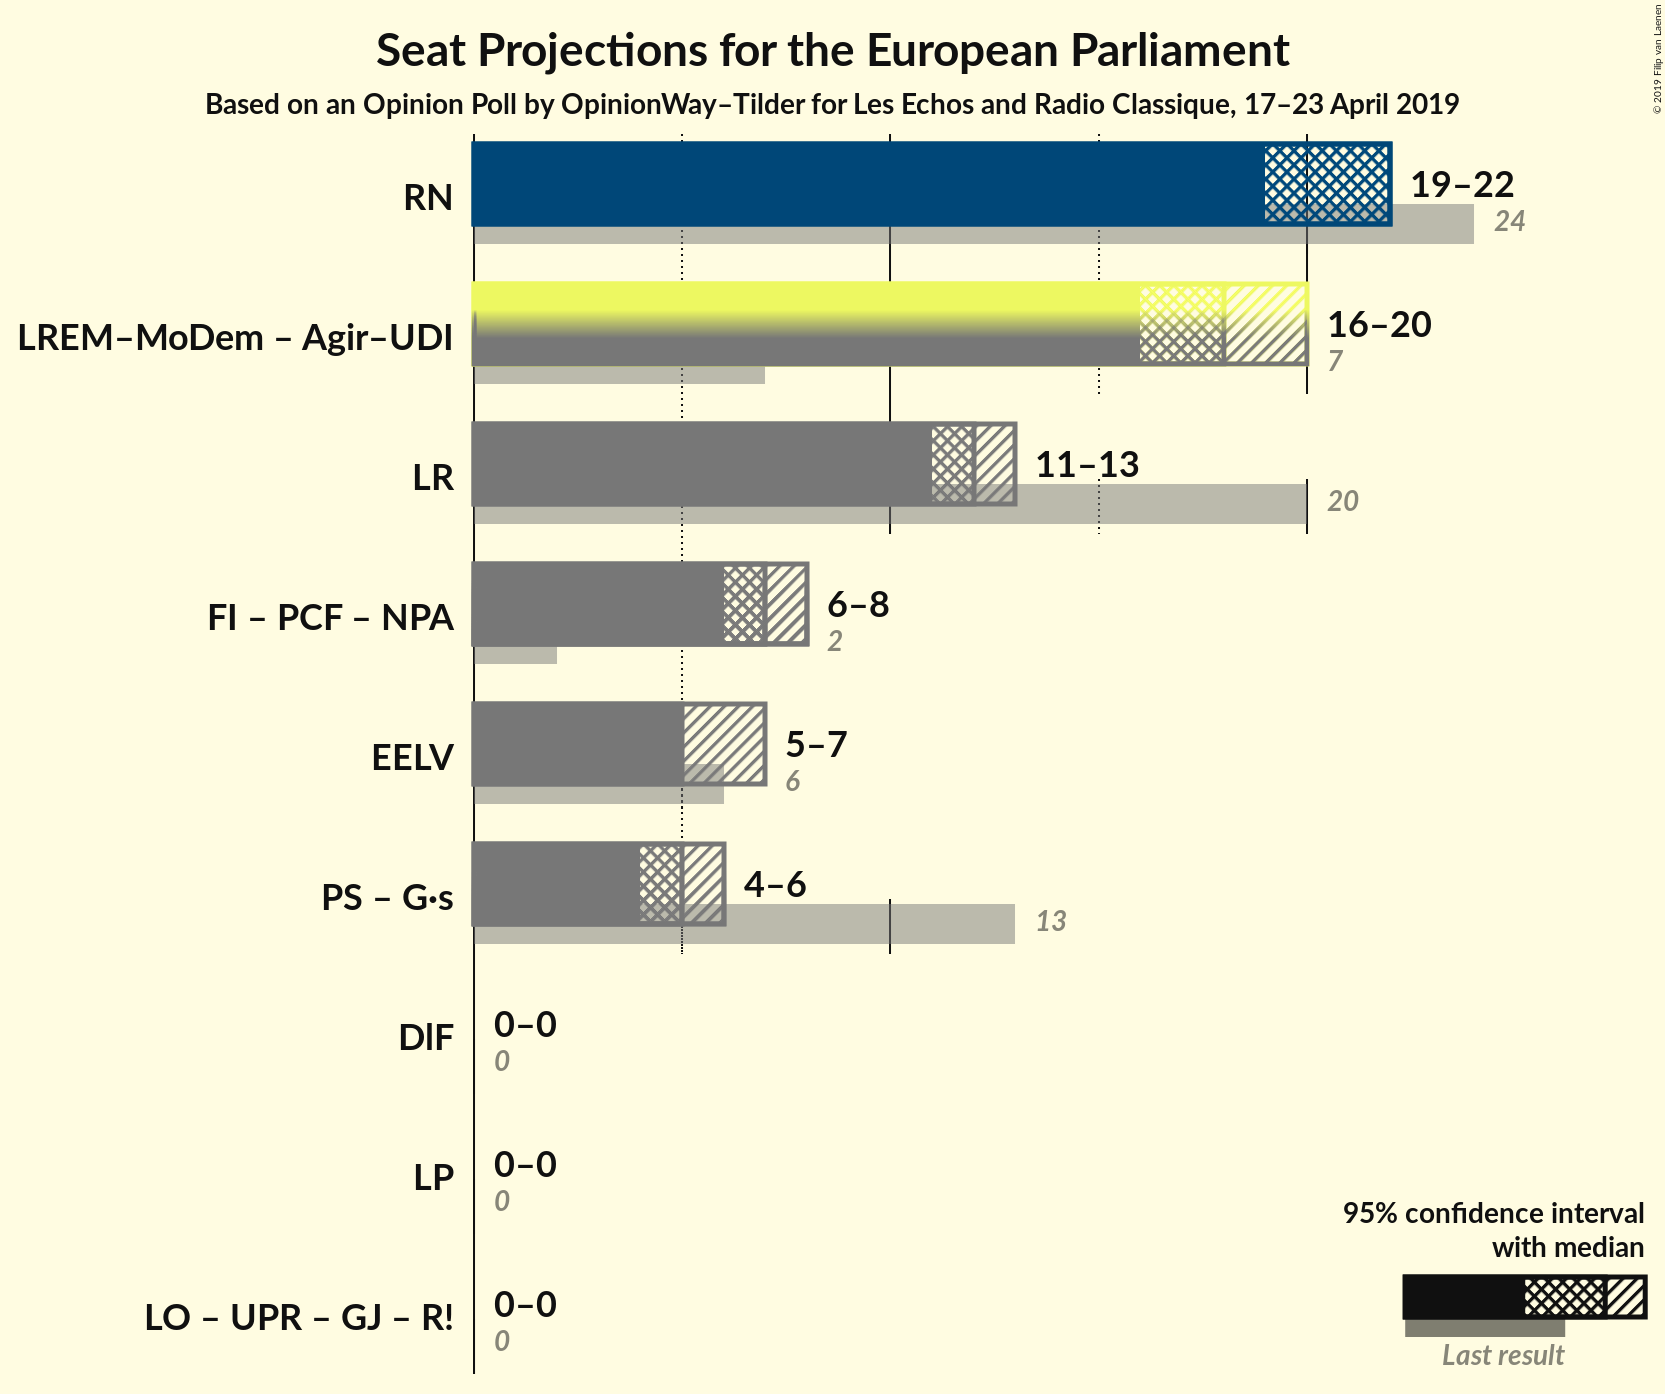 Seat Projections for the European Parliament
Based on an Opinion Poll by OpinionWay–Tilder for Les Echos and Radio Classique, 17–23 April 2019
© 2019 Filip van Laenen
RN
19–22
24
LREM–MoDem – Agir–UDI
16–20
7
LR
11–13
20
FI – PCF – NPA
6–8
2
EELV
5–7
6
PS – G·s
4–6
13
DlF
0–0
0
LP
0–0
0
LO – UPR – GJ – R!
0–0
0
95% confidence interval
with median
Last result